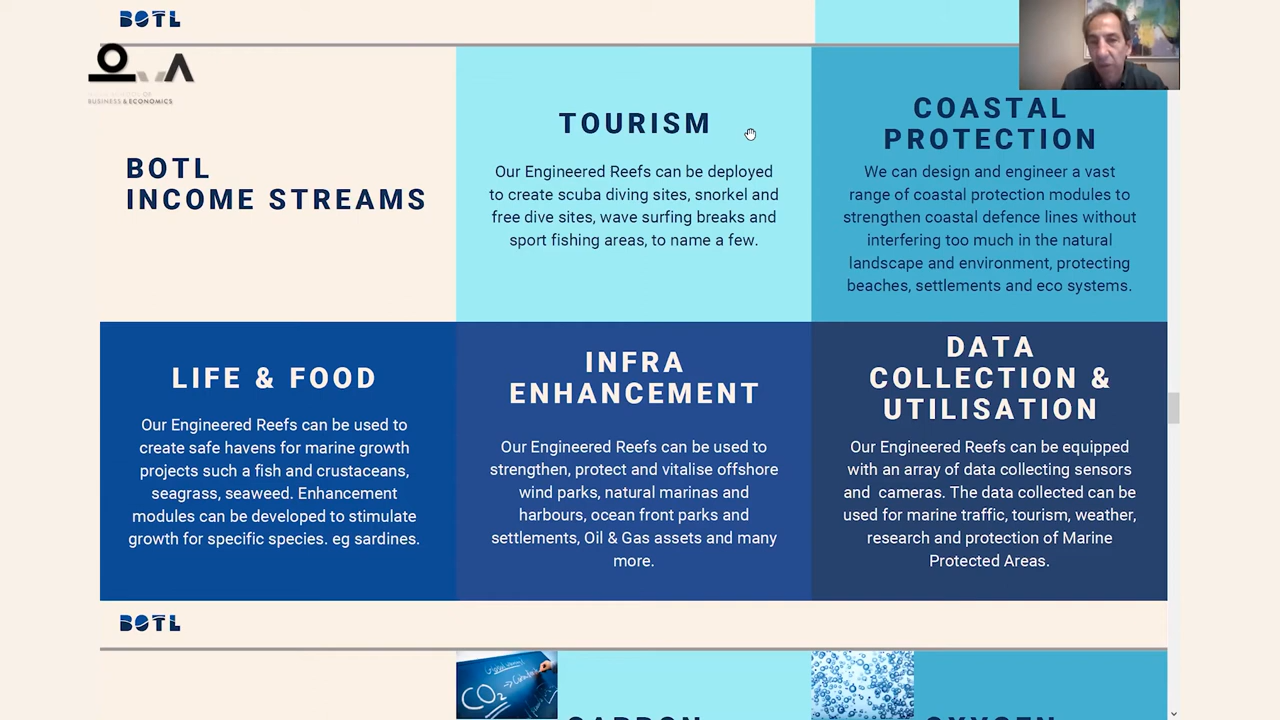 BOTL
BUSINESS & ECONOMICS
BOTL
INCOME STREAMS
TOURISM
Our Engineered Reefs can be deployed
to create scuba diving sites, snorkel and
free dive sites, wave surfing breaks and
sport fishing areas, to name a few.
COASTAL
PROTECTION
We can design and engineer a vast
range of coastal protection modules to
strengthen coastal defence lines without
interfering too much in the natural
landscape and environment, protecting
beaches, settlements and eco systems.
LIFE & FOOD
Our Engineered Reefs can be used to
create safe havens for marine growth
projects such a fish and crustaceans,
seagrass, seaweed. Enhancement
modules can be developed to stimulate
growth for specific species. eg sardines.
INFRA
ENHANCEMENT
Our Engineered Reefs can be used to
strengthen, protect and vitalise offshore
wind parks, natural marinas and
harbours, ocean front parks and
settlements, Oil & Gas assets and many
more.
DATA
COLLECTION &
UTILISATION
Our Engineered Reefs can be equipped
with an array of data collecting sensors
and cameras. The data collected can be
used for marine traffic, tourism, weather,
research and protection of Marine
Protected Areas.
BOTL
CO2
CARBON
OXYGEN